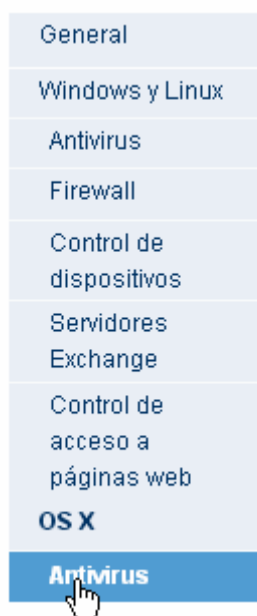 General
Windows y Linux
Antivirus
Firewall
Control de
dispositivos
Servidores
Exchange
Control de
acceso a
páginas web
OS X
Antivirus